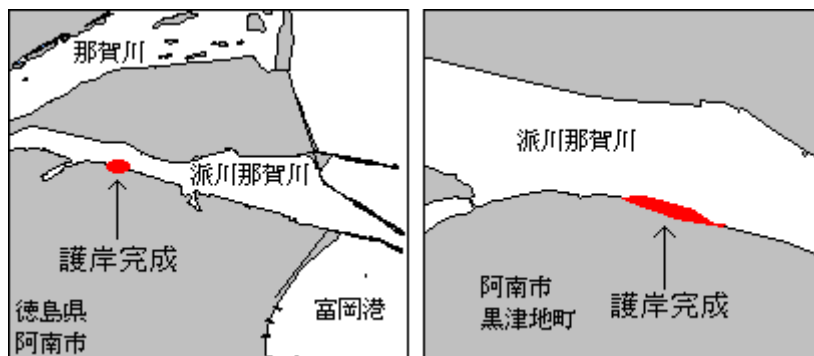 那賀川
派川那賀川
護岸完成
徳島県
阿南市
富岡港
派川那賀川
阿南市
黒津地町
護岸完成